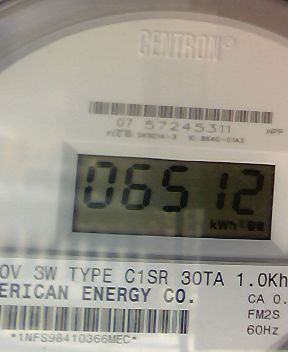 CENTRON®
07 57245311
HPP
06512
kWh
0V 3W TYPE C1SR 30TA 1.0Kh
ERICAN ENERGY CO.
CA 0.
FM2S
60Hz
*1NFS98410366MEC*